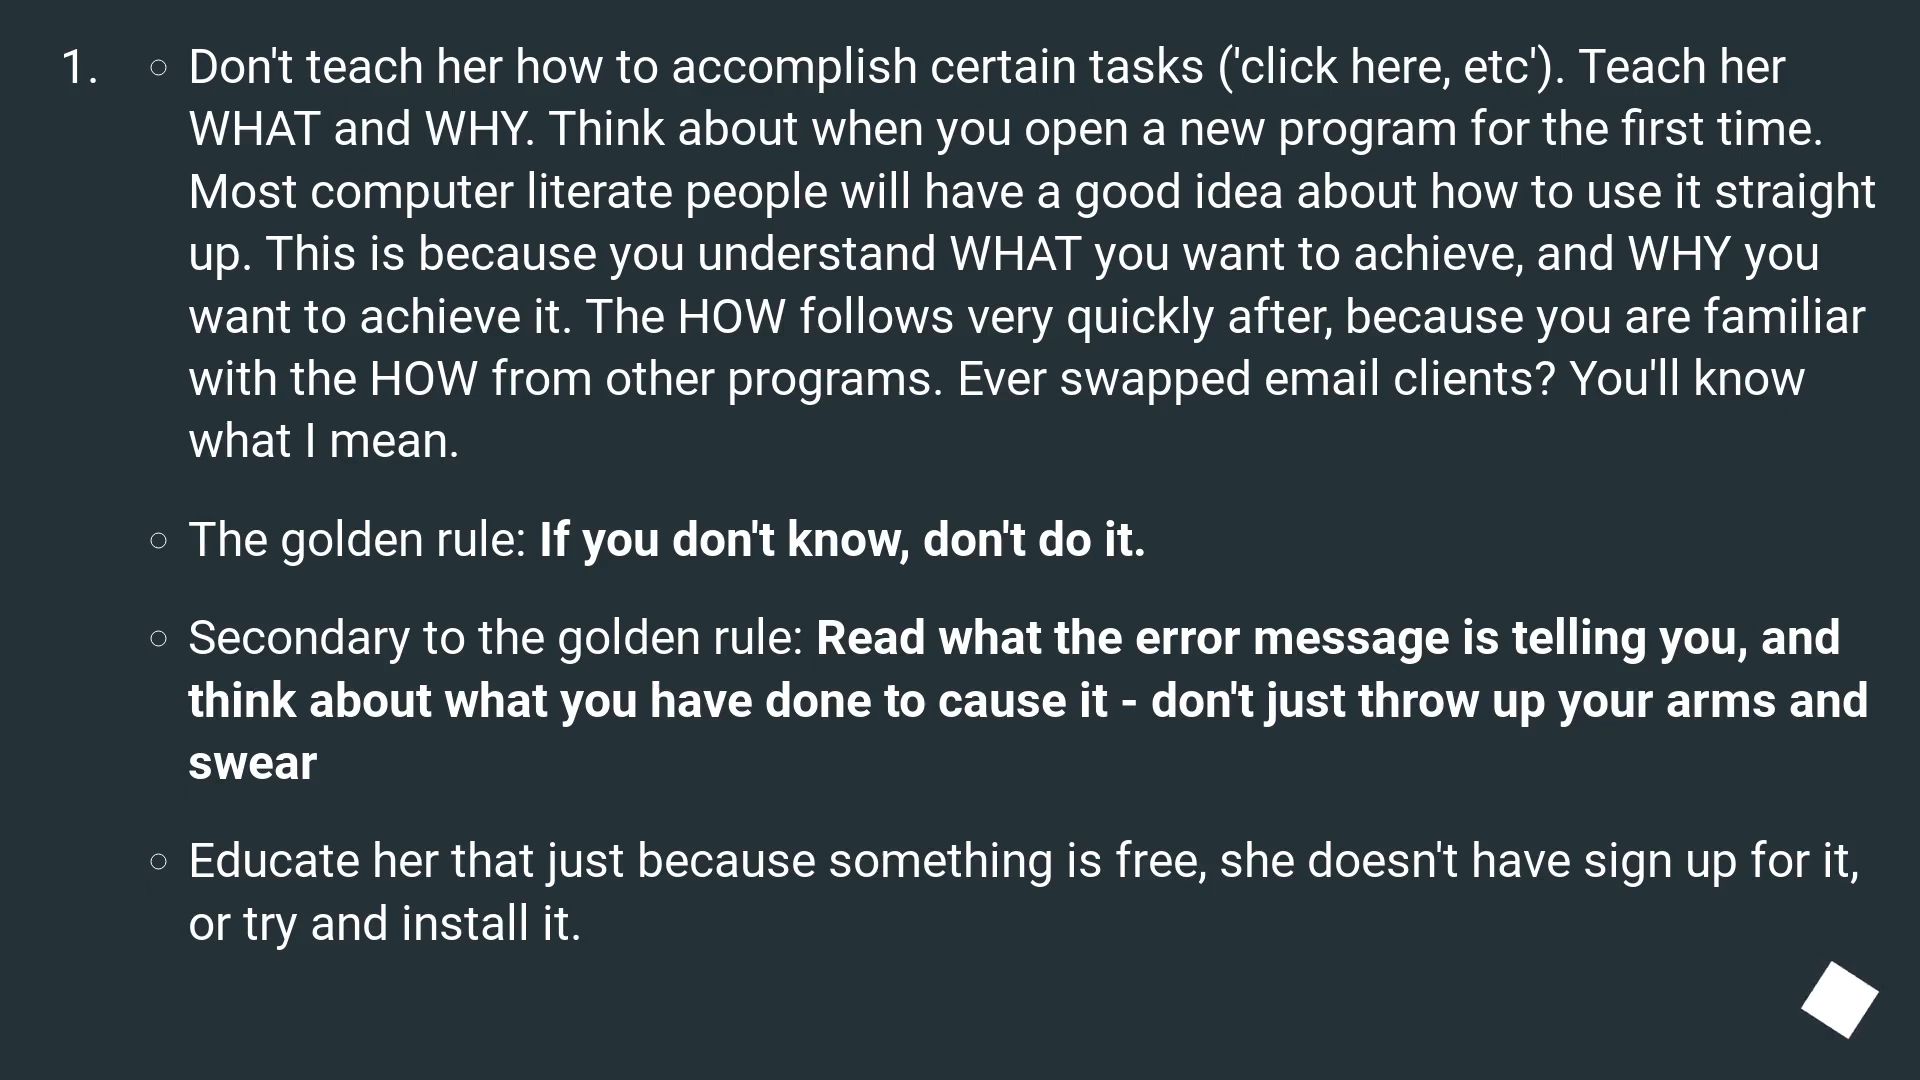 1. ○ Don't teach her how to accomplish certain tasks ('click here, etc'). Teach her
WHAT and WHY. Think about when you open a new program for the first time.
Most computer literate people will have a good idea about how to use it straight
up. This is because you understand WHAT you want to achieve, and WHY you
want to achieve it. The HOW follows very quickly after, because you are familiar
with the HOW from other programs. Ever swapped email clients? You'll know
what I mean.
○ The golden rule: If you don't know, don't do it.
○ Secondary to the golden rule: Read what the error message is telling you, and
think about what you have done to cause it - don't just throw up your arms and
swear
○ Educate her that just because something is free, she doesn't have sign up for it,
or try and install it.